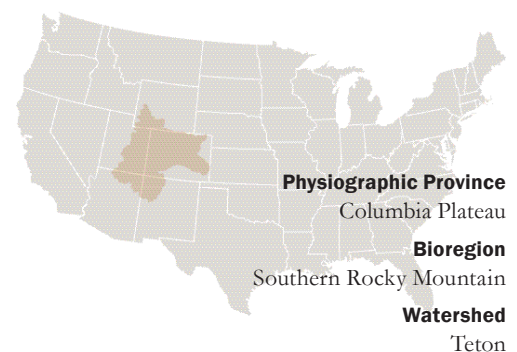 Physiographic Province
Columbia Plateau
Bioregion
Southern Rocky Mountain
Watershed
Teton